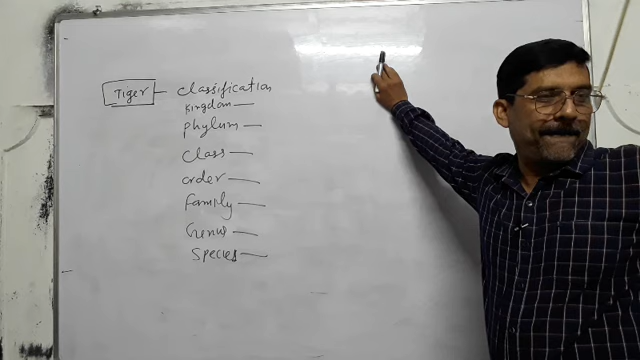 Tiger — Classification
Kingdom —
Phylum —
Class —
order —
Family —
Genus —
Species —